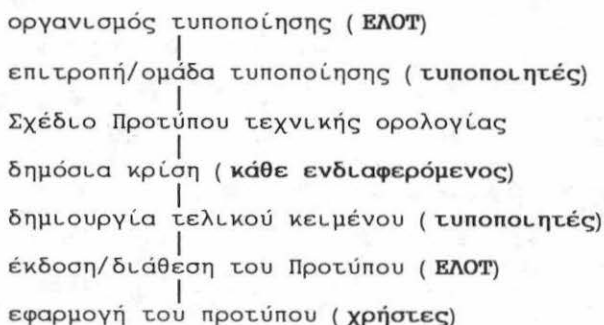 οργανισμός τυποποίησης ( ΕΛΟΤ)
επιτροπή/ομάδα τυποποίησης ( τυποποιητές)
Σχέδιο Προτύπου τεχνικής ορολογίας
δημόσια κρίση ( κάθε ενδιαφερόμενος)
δημιουργία τελικού κειμένου ( τυποποιητές)
έκδοση/διάθεση του Προτύπου ( ΕΛΟΤ)
εφαρμογή του προτύπου ( χρήστες)